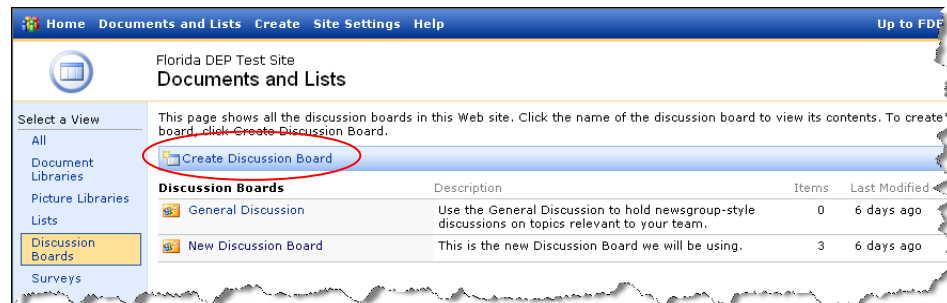 Home Documents and Lists Create Site Settings Help Up to FDE
Florida DEP Test Site
Documents and Lists
Select a View
All
Document
Libraries
Picture Libraries
Lists
Discussion
Boards
Surveys
This page shows all the discussion boards in this Web site. Click the name of the discussion board to view its contents. To create
board, click Create Discussion Board.
Create Discussion Board
Discussion Boards Description Items Last Modified
General Discussion Use the General Discussion to hold newsgroup-style 0 6 days ago
discussions on topics relevant to your team.
New Discussion Board This is the new Discussion Board we will be using. 3 6 days ago